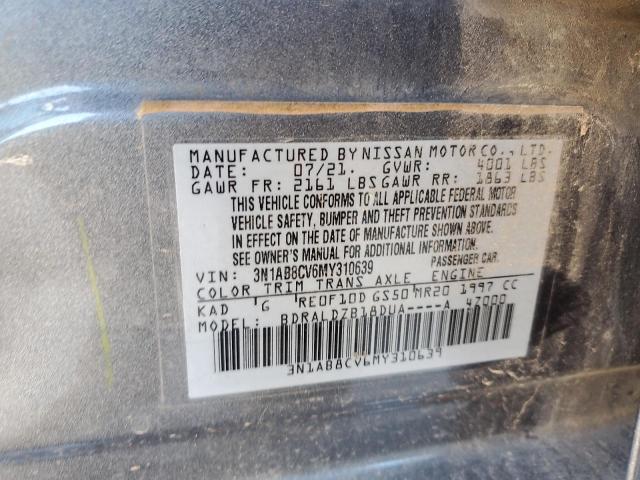 MANUFACTURED BY NISSAN MOTOR CO., LTD.
DATE: 07/21. GVWR: 4001 LBS
GAWR FR: 2161 LBS GAWR RR: 1863 LBS
THIS VEHICLE CONFORMS TO ALL APPLICABLE FEDERAL MOTOR
VEHICLE SAFETY, BUMPER AND THEFT PREVENTION STANDARDS
IN EFFECT ON THE DATE OF MANUFACTURE SHOWN ABOVE.
SEE OWNER'S MANUAL FOR ADDITIONAL INFORMATION.
VIN: 3N1AB8CV6MY310639 PASSENGER CAR.
COLOR TRIM TRANS AXLE ENGINE
KAD G RE0F10D GS50 MR20 1997 CC
MODEL: BDRALDZB18DUA----A 47000
3N1AB8CV6MY310639